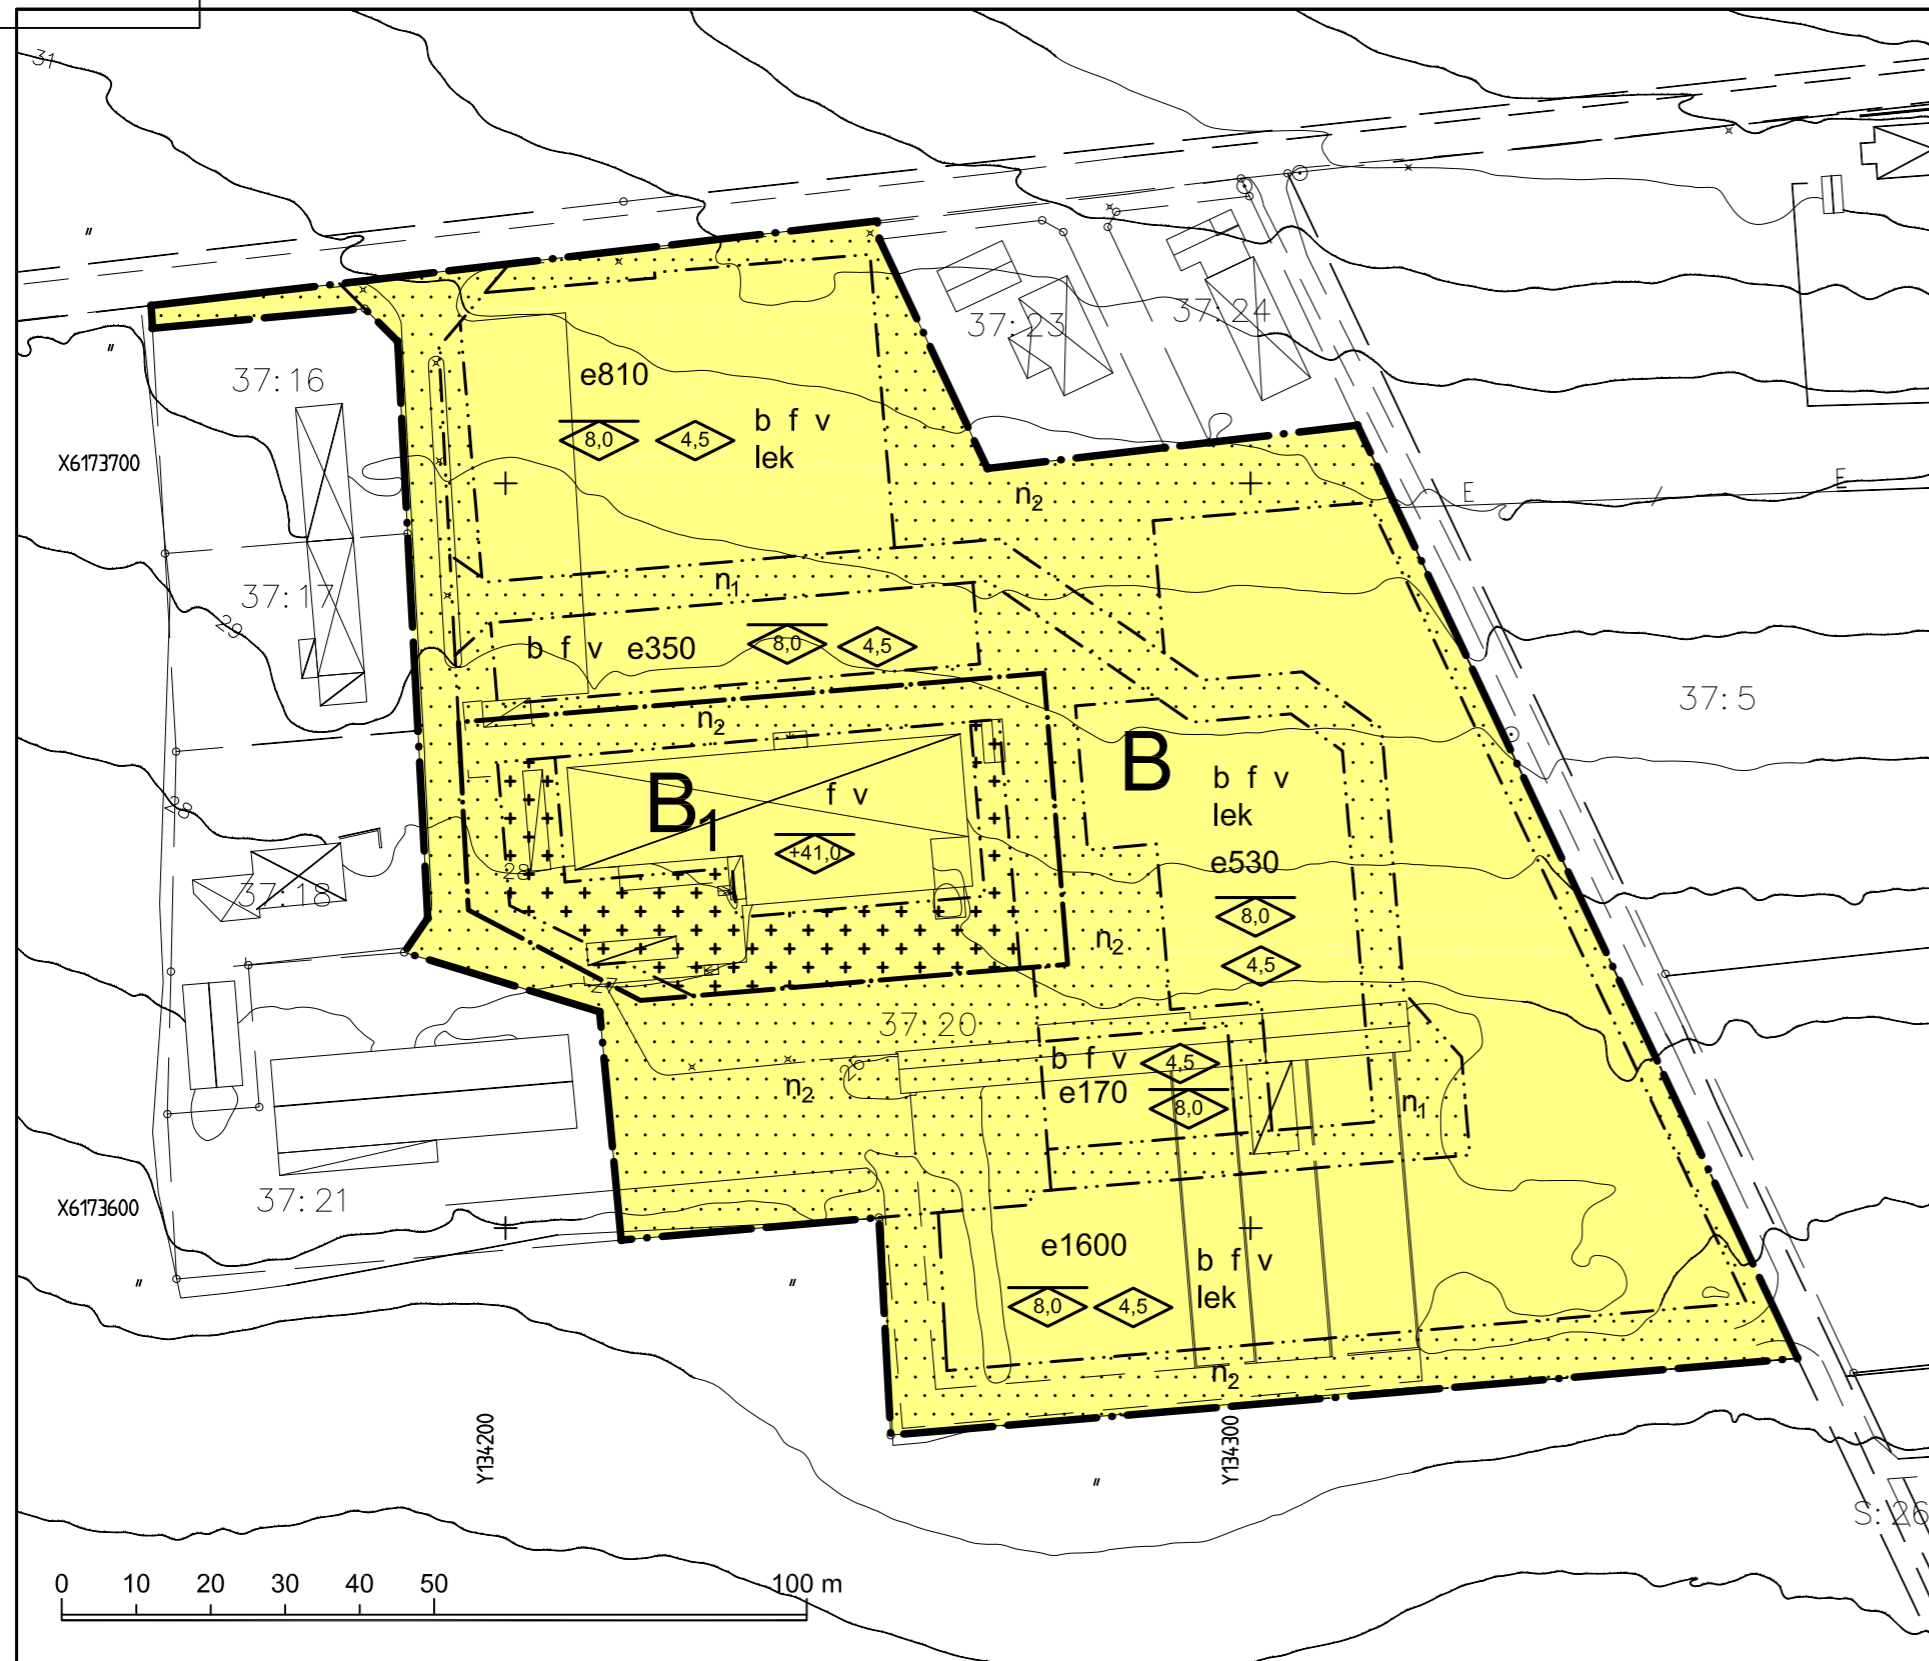 31
"
"
37:23
37:24
37:16
e810
b f v
8,0
4,5
lek
X6173700
E
E
n2
37:17
29
n1
b f v e350
8,0
4,5
37:5
n2
B
B1
f v
b f v
lek
28
+41,0
e530
28
37:18
8,0
n2
4,5
27
37:20
b f v
4,5
26
n2
e170
8,0
n1
37:21
X6173600
e1600
b f v
"
"
8,0
4,5
lek
n2
Y134200
Y134300
"
S:26
0 10 20 30 40 50 100 m